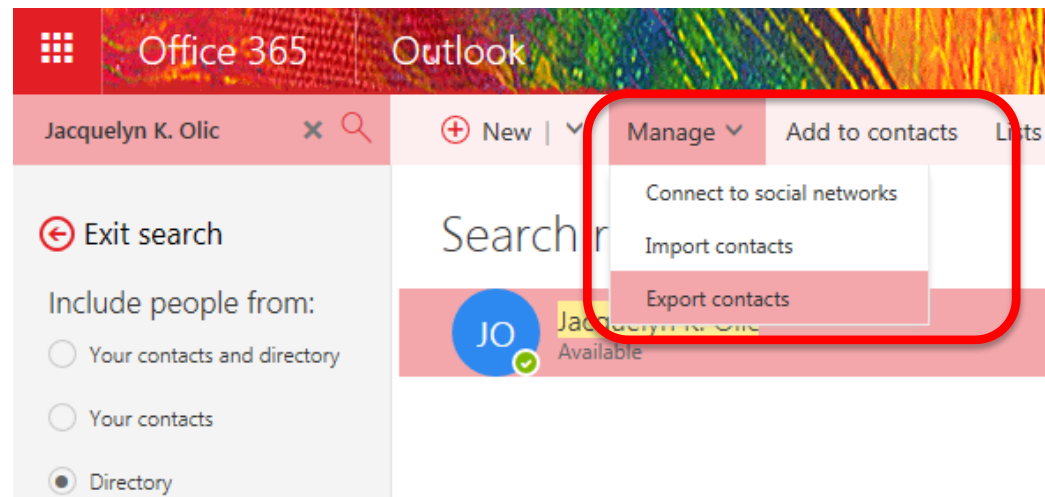 Office 365 Outlook
Jacquelyn K. Olic
New Manage Add to contacts Lists
Connect to social networks
Import contacts
Export contacts
Exit search
Include people from:
Your contacts and directory
Your contacts
Directory
Search r
JO
Jacquelyn K. Olic
Available